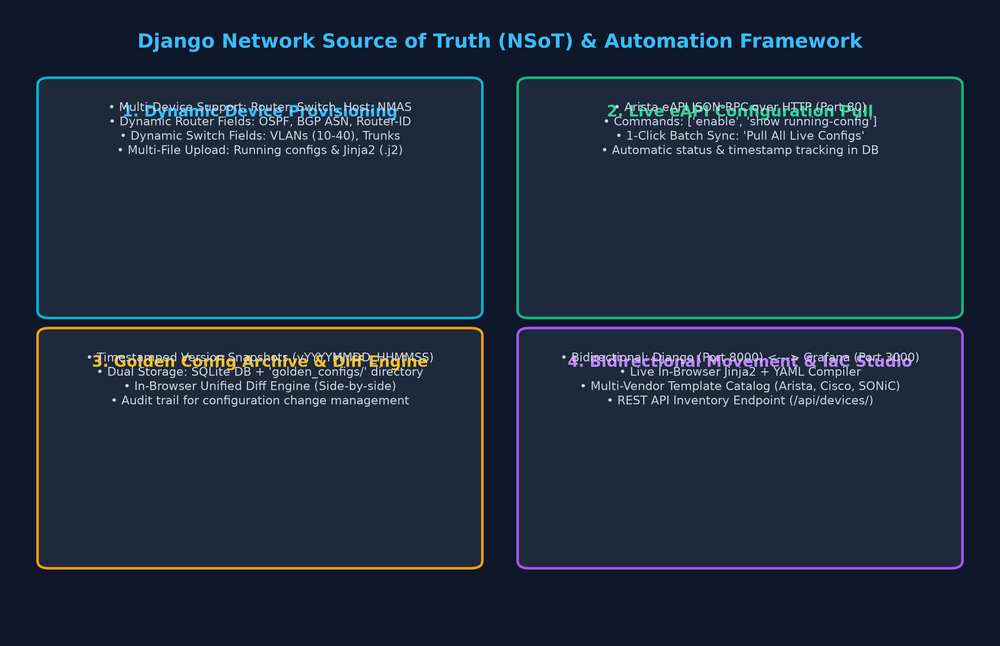 Django Network Source of Truth (NSoT) & Automation Framework
1. Dynamic Device Provisioning
• Multi-Device Support: Router, Switch, Host, NMAS
• Dynamic Router Fields: OSPF, BGP ASN, Router-ID
• Dynamic Switch Fields: VLANs (10-40), Trunks
• Multi-File Upload: Running configs & Jinja2 (.j2)
2. Live eAPI Configuration Pull
• Arista eAPI JSON-RPC over HTTP (Port 80)
• Commands: ['enable', 'show running-config']
• 1-Click Batch Sync: 'Pull All Live Configs'
• Automatic status & timestamp tracking in DB
3. Golden Config Archive & Diff Engine
• Timestamped Version Snapshots (vYYYYMMDD_HHMMSS)
• Dual Storage: SQLite DB + 'golden_configs/' directory
• In-Browser Unified Diff Engine (Side-by-side)
• Audit trail for configuration change management
4. Bidirectional Movement & IaC Studio
• Bidirectional: Django (Port 8000) <---> Grafana (Port 3000)
• Live In-Browser Jinja2 + YAML Compiler
• Multi-Vendor Template Catalog (Arista, Cisco, SONiC)
• REST API Inventory Endpoint (/api/devices/)